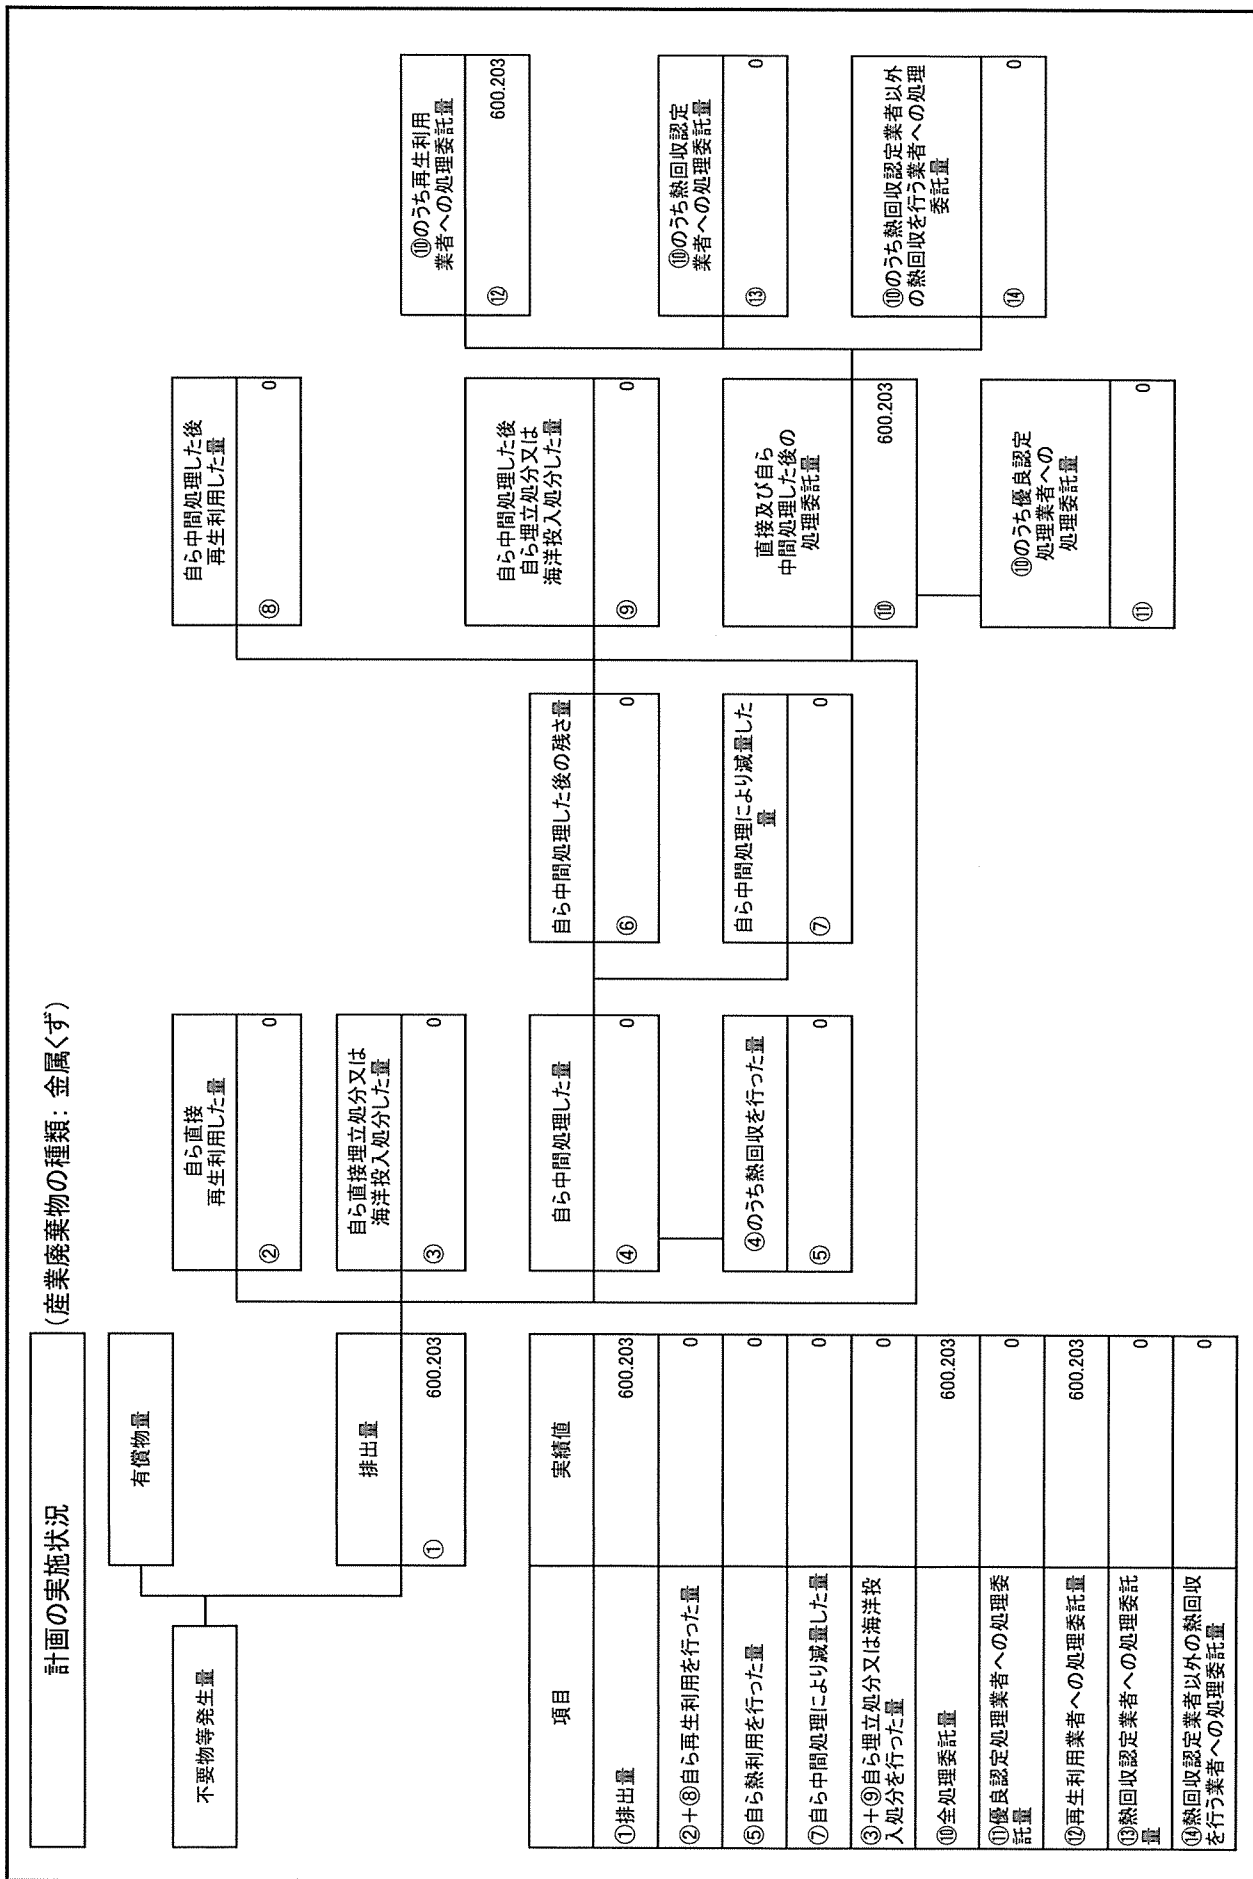 計画の実施状況
(産業廃棄物の種類: 金属くず)
不要物等発生量
有償物量
排出量
① 600.203
自ら直接
再生利用した量
② 0
自ら直接埋立処分又は
海洋投入処分した量
③ 0
自ら中間処理した量
④ 0
④のうち熱回収を行った量
⑤ 0
自ら中間処理した後の残さ量
⑥ 0
自ら中間処理により減量した
量
⑦ 0
自ら中間処理した後
再生利用した量
⑧ 0
自ら中間処理した後
自ら埋立処分又は
海洋投入処分した量
⑨ 0
直接及び自ら
中間処理した後の
処理委託量
⑩ 600.203
⑩のうち優良認定
処理業者への
処理委託量
⑪ 0
⑩のうち再生利用
業者への処理委託量
⑫ 600.203
⑩のうち熱回収認定
業者への処理委託量
⑬ 0
⑩のうち熱回収認定業者以外
の熱回収を行う業者への処理
委託量
⑭ 0
項目 実績値
①排出量 600.203
②+⑧自ら再生利用を行った量 0
⑤自ら熱利用を行った量 0
⑦自ら中間処理により減量した量 0
③+⑨自ら埋立処分又は海洋投
入処分を行った量 0
⑩全処理委託量 600.203
⑪優良認定処理業者への処理委
託量 0
⑫再生利用業者への処理委託量 600.203
⑬熱回収認定業者への処理委託
量 0
⑭熱回収認定業者以外の熱回収
を行う業者への処理委託量 0